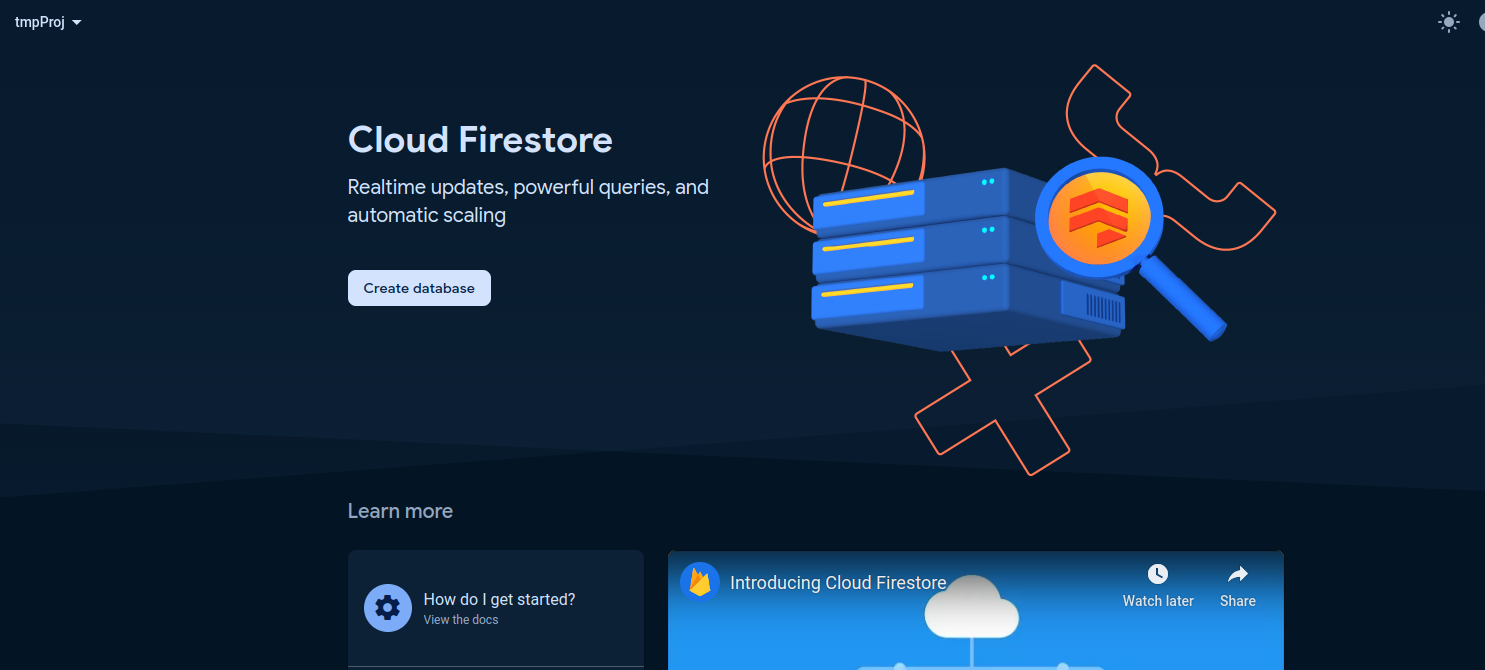 tmpProj
Cloud Firestore
Realtime updates, powerful queries, and
automatic scaling
Create database
Learn more
How do I get started?
View the docs
Introducing Cloud Firestore
Watch later
Share